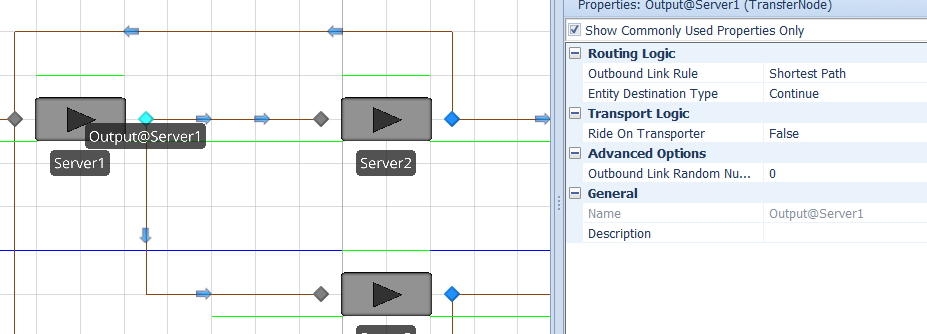 Properties: Output@Server1 (TransferNode)
Show Commonly Used Properties Only
Routing Logic
Outbound Link Rule Shortest Path
Entity Destination Type Continue
Transport Logic
Ride On Transporter False
Advanced Options
Outbound Link Random Nu... 0
General
Name Output@Server1
Description
Output@Server1
Server1
Server2